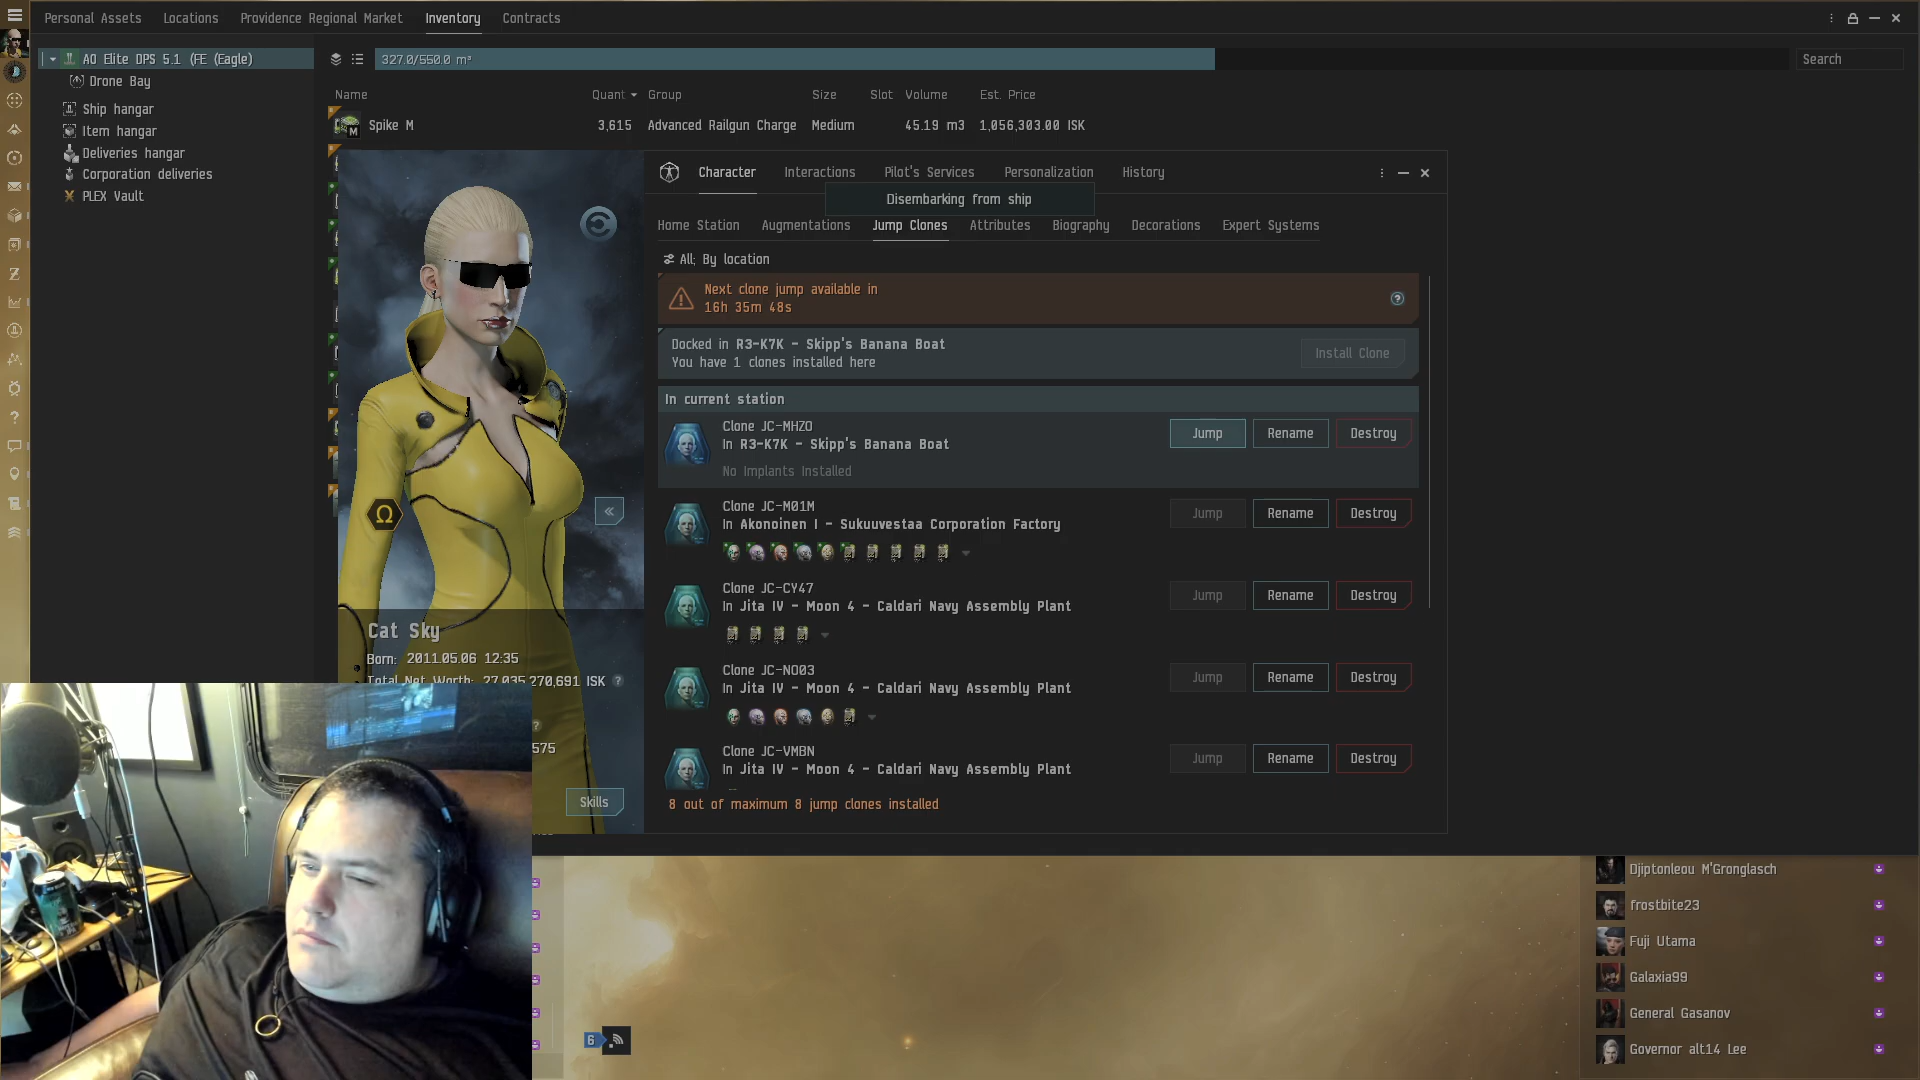 Personal Assets
Locations
Providence Regional Market
Inventory
Contracts
AO Elite DPS 5.1 (FE (Eagle)
Drone Bay
Ship hangar
Item hangar
Deliveries hangar
Corporation deliveries
PLEX Vault
327.0/550.0 m³
Search
Name
Quant
Group
Size
Slot
Volume
Est. Price
M
Spike M
3,615
Advanced Railgun Charge
Medium
45.19 m3
1,056,303.00 ISK
Character
Interactions
Pilot's Services
Personalization
History
Disembarking from ship
Home Station
Augmentations
Jump Clones
Attributes
Biography
Decorations
Expert Systems
All; By location
Next clone jump available in
16h 35m 48s
Docked in R3-K7K - Skipp's Banana Boat
You have 1 clones installed here
Install Clone
In current station
Clone JC-MHZO
In R3-K7K - Skipp's Banana Boat
No Implants Installed
Jump
Rename
Destroy
Clone JC-M01M
In Akonoinen I - Sukuuvestaa Corporation Factory
Jump
Rename
Destroy
Clone JC-CY47
In Jita IV - Moon 4 - Caldari Navy Assembly Plant
Jump
Rename
Destroy
Clone JC-NO03
In Jita IV - Moon 4 - Caldari Navy Assembly Plant
Jump
Rename
Destroy
Clone JC-VMBN
In Jita IV - Moon 4 - Caldari Navy Assembly Plant
Jump
Rename
Destroy
8 out of maximum 8 jump clones installed
Ω
Cat Sky
Born: 2011.05.06 12:35
Total Net Worth: 27,035,270,691 ISK
575
Skills
6
Djiptonleou M'Gronglasch
frostbite23
Fuji Utama
Galaxia99
General Gasanov
Governor alt14 Lee